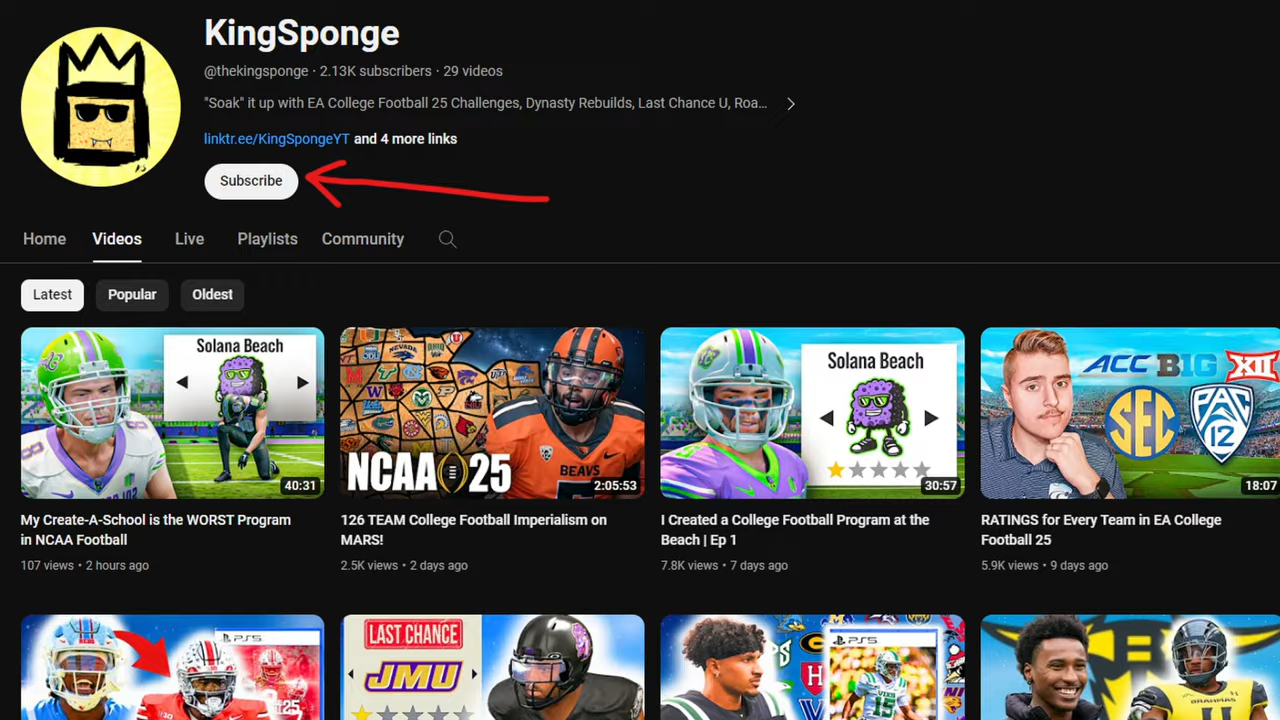 KingSponge
@thekingsponge · 2.13K subscribers · 29 videos
"Soak" it up with EA College Football 25 Challenges, Dynasty Rebuilds, Last Chance U, Roa...
linktr.ee/KingSpongeYT and 4 more links
Subscribe
Home Videos Live Playlists Community
Latest Popular Oldest
Solana Beach
40:31
NCAA 25
BEAVS
2:05:53
Solana Beach
30:57
ACC B1G XII
SEC PAC 12
18:07
My Create-A-School is the WORST Program
in NCAA Football
107 views • 2 hours ago
126 TEAM College Football Imperialism on
MARS!
2.5K views • 2 days ago
I Created a College Football Program at the
Beach | Ep 1
7.8K views • 7 days ago
RATINGS for Every Team in EA College
Football 25
5.9K views • 9 days ago
PS5
LAST CHANCE
JMU
PS5
15
BRAHMAS